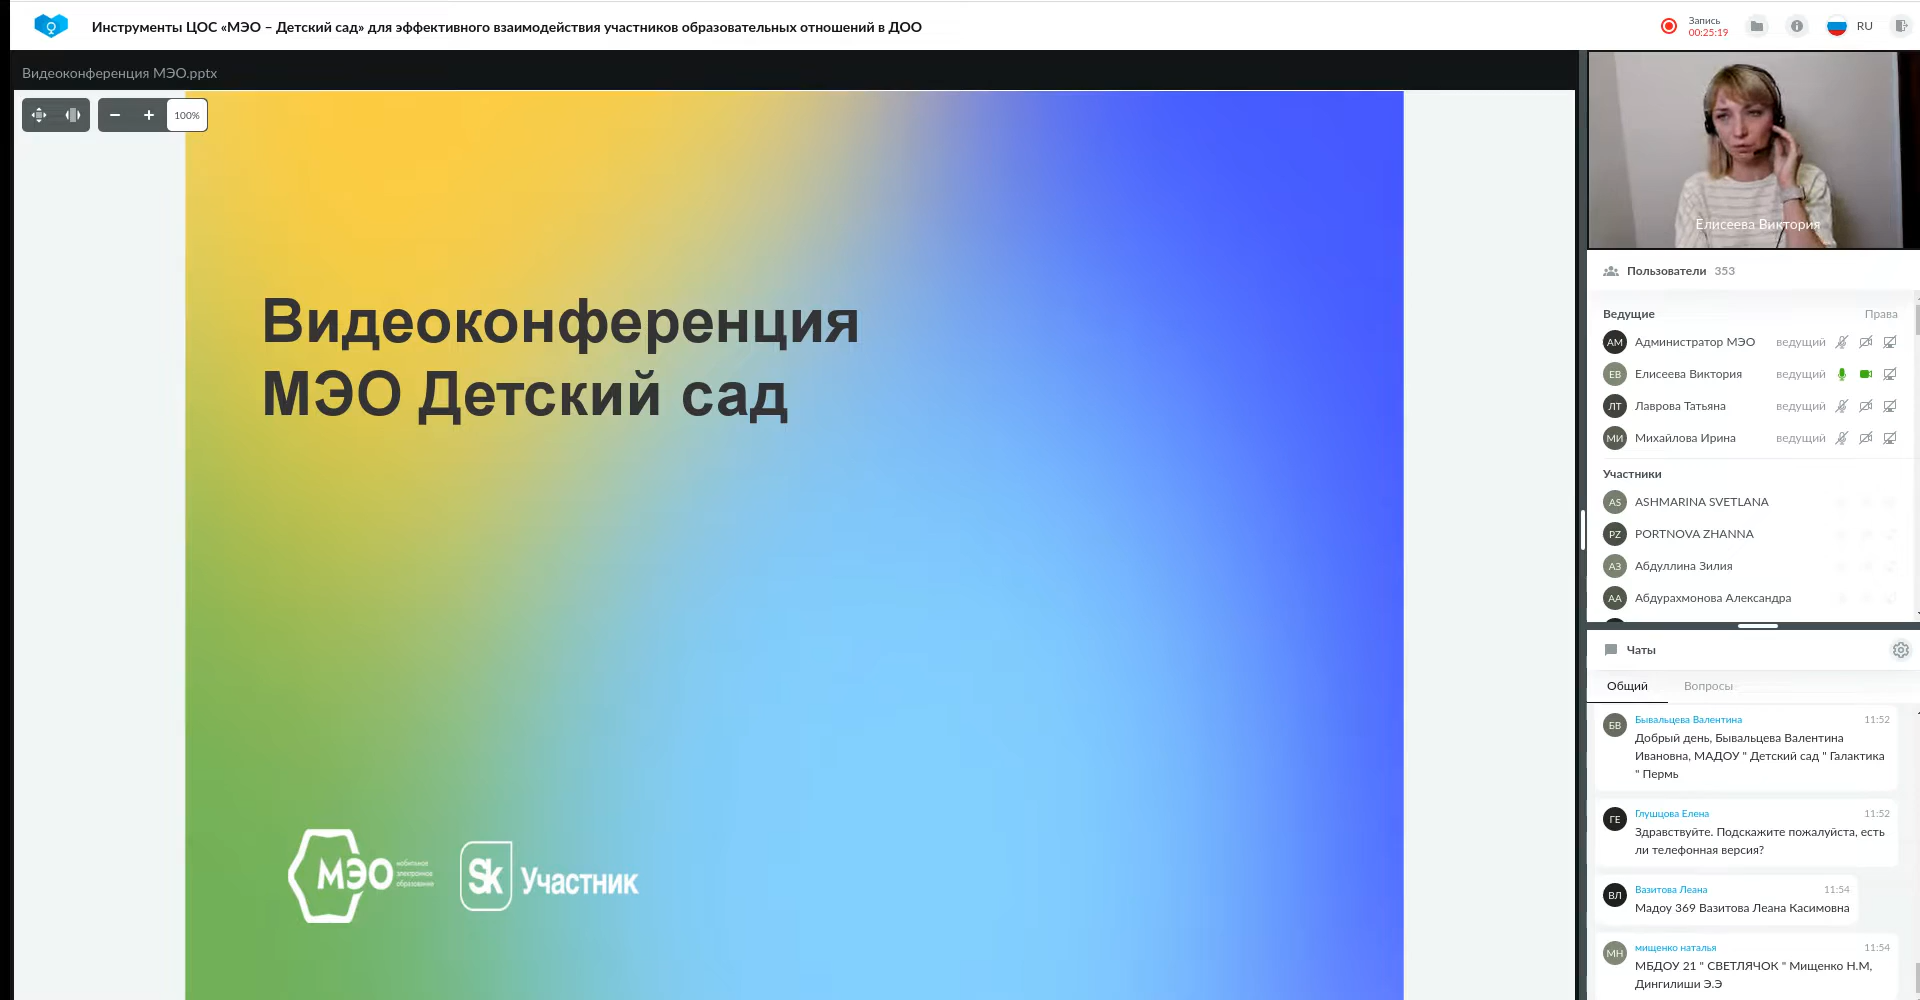 Инструменты ЦОС «МЭО – Детский сад» для эффективного взаимодействия участников образовательных отношений в ДОО
Запись
00:25:19
RU
Видеоконференция МЭО.pptx
100%
Видеоконференция
МЭО Детский сад
МЭО
мобильное
электронное
образование
Sk Участник
Елисеева Виктория
Пользователи 353
Ведущие Права
АМ Администратор МЭО ведущий
ЕВ Елисеева Виктория ведущий
ЛТ Лаврова Татьяна ведущий
МИ Михайлова Ирина ведущий
Участники
AS ASHMARINA SVETLANA
PZ PORTNOVA ZHANNA
АЗ Абдуллина Зилия
АА Абдурахмонова Александра
Чаты
Общий Вопросы
БВ Бывальцева Валентина 11:52
Добрый день, Бывальцева Валентина
Ивановна, МАДОУ " Детский сад " Галактика
" Пермь
ГЕ Глушцова Елена 11:52
Здравствуйте. Подскажите пожалуйста, есть
ли телефонная версия?
ВЛ Вазитова Леана 11:54
Мадоу 369 Вазитова Леана Касимовна
МН мищенко наталья 11:54
МБДОУ 21 " СВЕТЛЯЧОК " Мищенко Н.М,
Дингилиши Э.Э